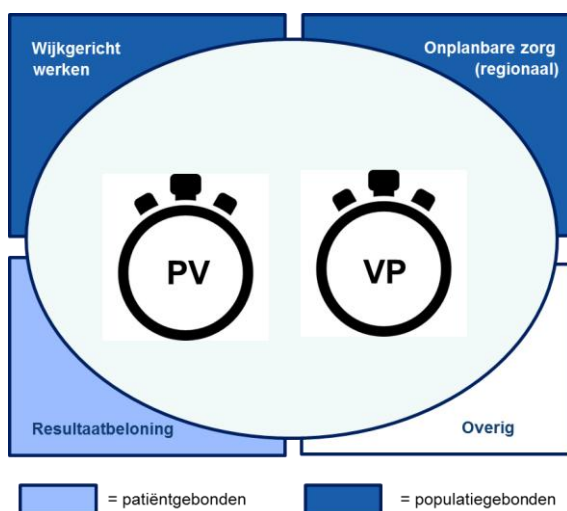 Wijkgericht
werken
Onplanbare zorg
(regionaal)
PV
VP
Resultaatbeloning
Overig
= patiëntgebonden
= populatiegebonden